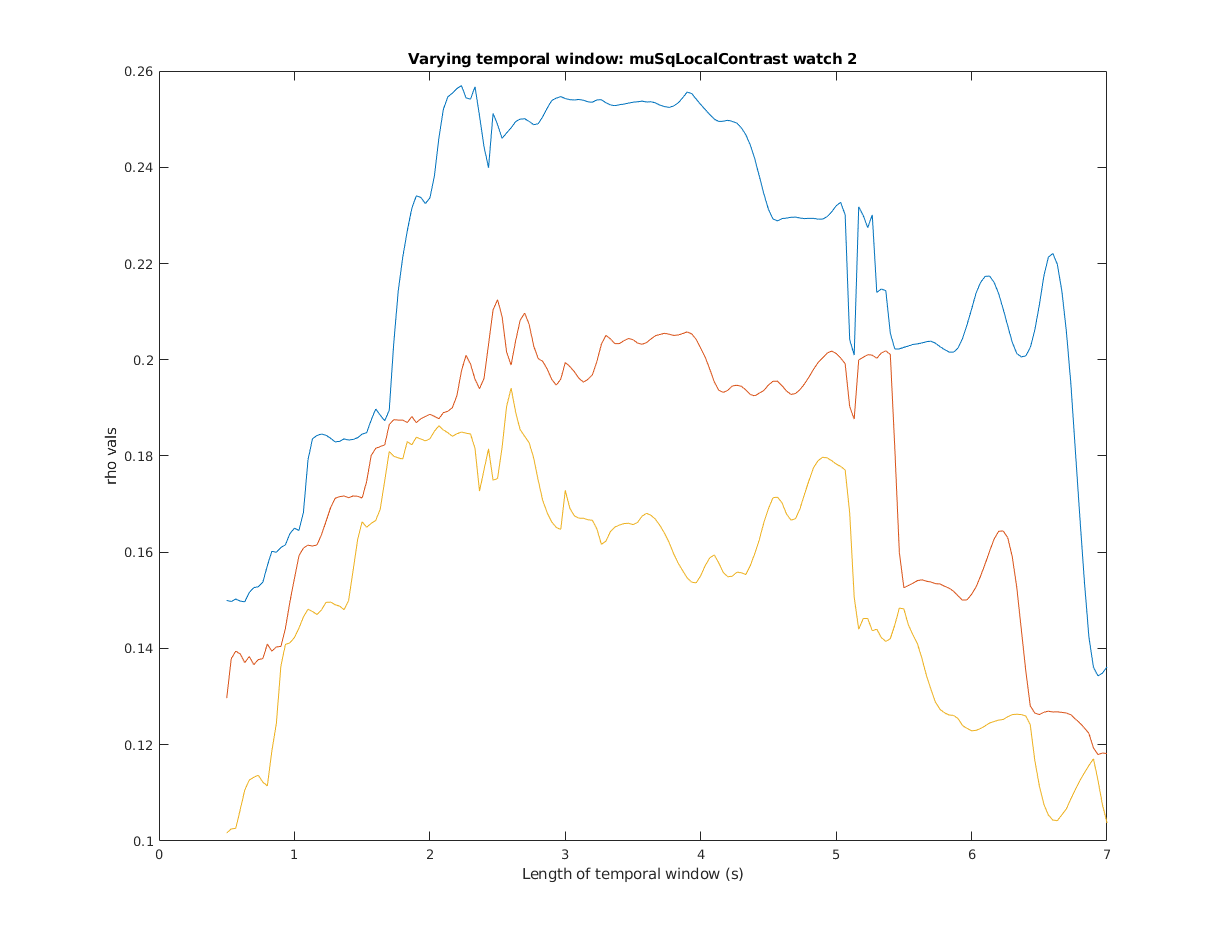 Varying temporal window: muSqLocalContrast watch 2
0.26
0.24
0.22
0.2
0.18
0.16
0.14
0.12
0.1
rho vals
0 1 2 3 4 5 6 7
Length of temporal window (s)